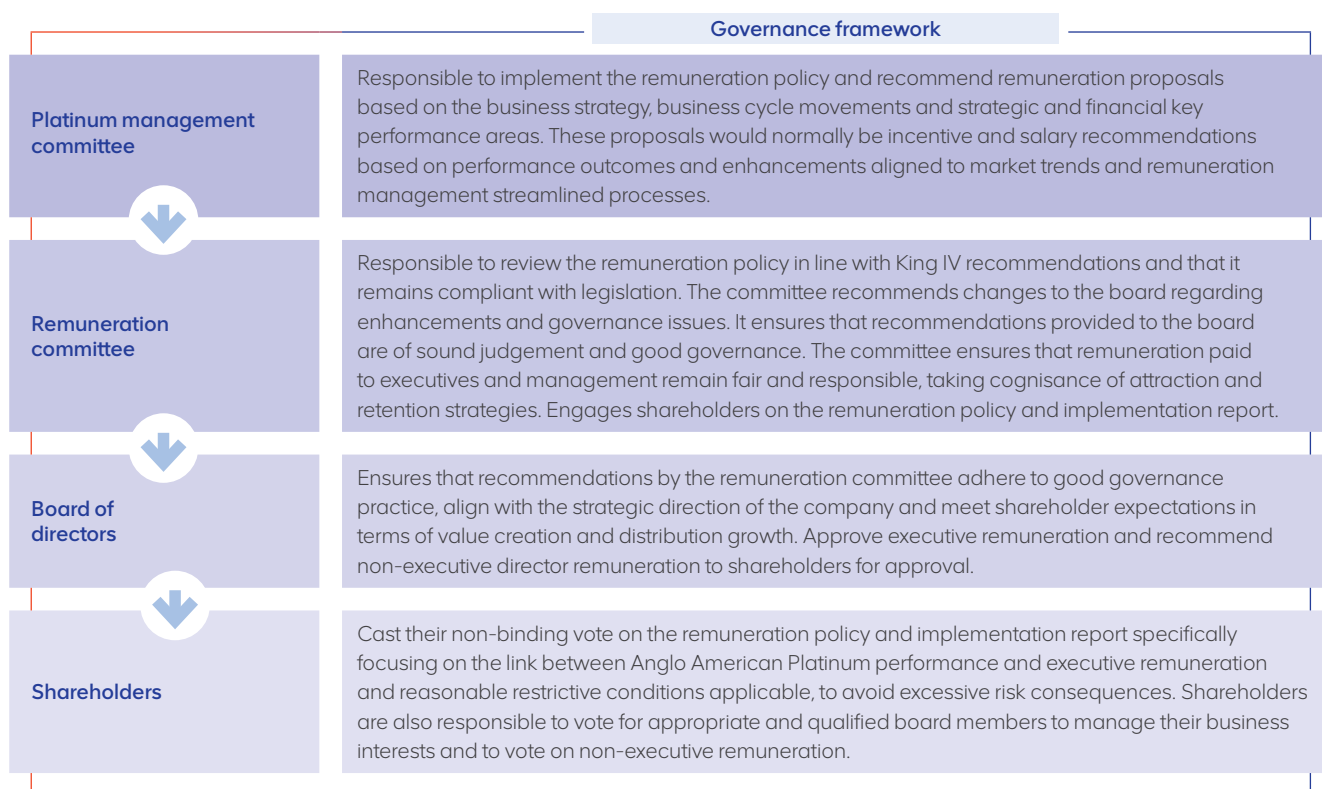 Governance framework
Platinum management
committee
Responsible to implement the remuneration policy and recommend remuneration proposals
based on the business strategy, business cycle movements and strategic and financial key
performance areas. These proposals would normally be incentive and salary recommendations
based on performance outcomes and enhancements aligned to market trends and remuneration
management streamlined processes.
Remuneration
committee
Responsible to review the remuneration policy in line with King IV recommendations and that it
remains compliant with legislation. The committee recommends changes to the board regarding
enhancements and governance issues. It ensures that recommendations provided to the board
are of sound judgement and good governance. The committee ensures that remuneration paid
to executives and management remain fair and responsible, taking cognisance of attraction and
retention strategies. Engages shareholders on the remuneration policy and implementation report.
Board of
directors
Ensures that recommendations by the remuneration committee adhere to good governance
practice, align with the strategic direction of the company and meet shareholder expectations in
terms of value creation and distribution growth. Approve executive remuneration and recommend
non-executive director remuneration to shareholders for approval.
Shareholders
Cast their non-binding vote on the remuneration policy and implementation report specifically
focusing on the link between Anglo American Platinum performance and executive remuneration
and reasonable restrictive conditions applicable, to avoid excessive risk consequences. Shareholders
are also responsible to vote for appropriate and qualified board members to manage their business
interests and to vote on non-executive remuneration.